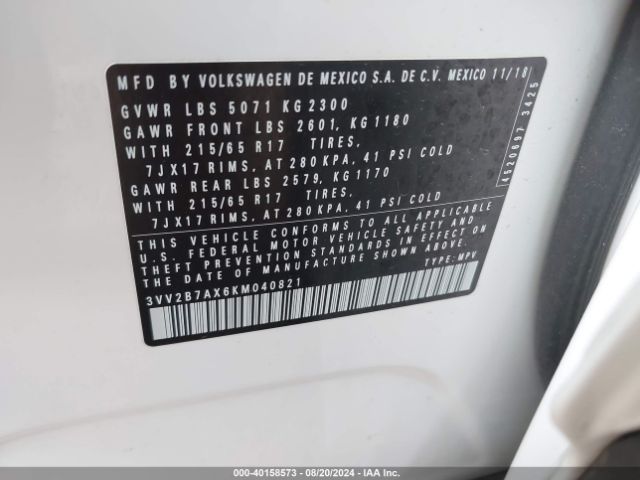 MFD BY VOLKSWAGEN DE MEXICO S.A. DE C.V. MEXICO 11/18
GVWR LBS 5071 KG 2300
GAWR FRONT LBS 2601, KG 1180
WITH 215/65 R17 TIRES,
7JX17 RIMS, AT 280 KPA, 41 PSI COLD
GAWR REAR LBS 2579, KG 1170
WITH 215/65 R17 TIRES,
7JX17 RIMS, AT 280 KPA, 41 PSI COLD
THIS VEHICLE CONFORMS TO ALL APPLICABLE
U.S. FEDERAL MOTOR VEHICLE SAFETY AND
THEFT PREVENTION STANDARDS IN EFFECT ON
THE DATE OF MANUFACTURE SHOWN ABOVE.
3VV2B7AX6KM040821 TYPE: MPV
4520697 3425
000-40158573 // 08/20/2024 // IAAI.COM